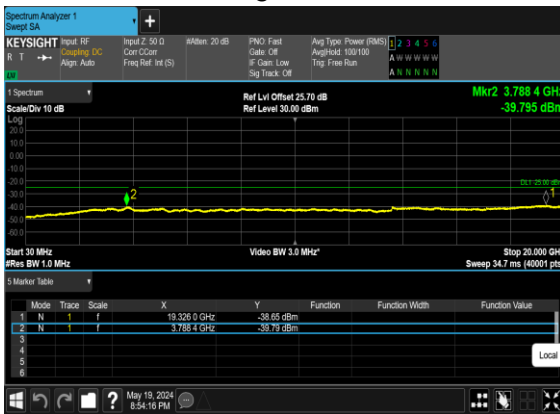 Spectrum Analyzer 1
Swept SA
KEYSIGHT
R T
LV
Input: RF
Coupling: DC
Align: Auto
Input Z: 50 Ω
Corr CCorr
Freq Ref: Int (S)
#Atten: 20 dB
PNO: Fast
Gate: Off
IF Gain: Low
Sig Track: Off
Avg Type: Power (RMS)
Avg|Hold: 100/100
Trig: Free Run
1 2 3 4 5 6
A W W W W W
A N N N N N
1 Spectrum
Scale/Div 10 dB
Ref Lvl Offset 25.70 dB
Ref Level 30.00 dBm
Mkr2 3.788 4 GHz
-39.795 dBm
Log
20.0
10.0
0.00
-10.0
-20.0
-30.0
-40.0
-50.0
-60.0
2
1
Start 30 MHz
#Res BW 1.0 MHz
Video BW 3.0 MHz*
Stop 20.000 GH
Sweep 34.7 ms (40001 pts
5 Marker Table
Mode Trace Scale X Y Function Function Width Function Value
1 N 1 f 19.326 0 GHz -38.65 dBm
2 N 1 f 3.788 4 GHz -39.79 dBm
3
4
5
6
Local
?
May 19, 2024
8:54:16 PM